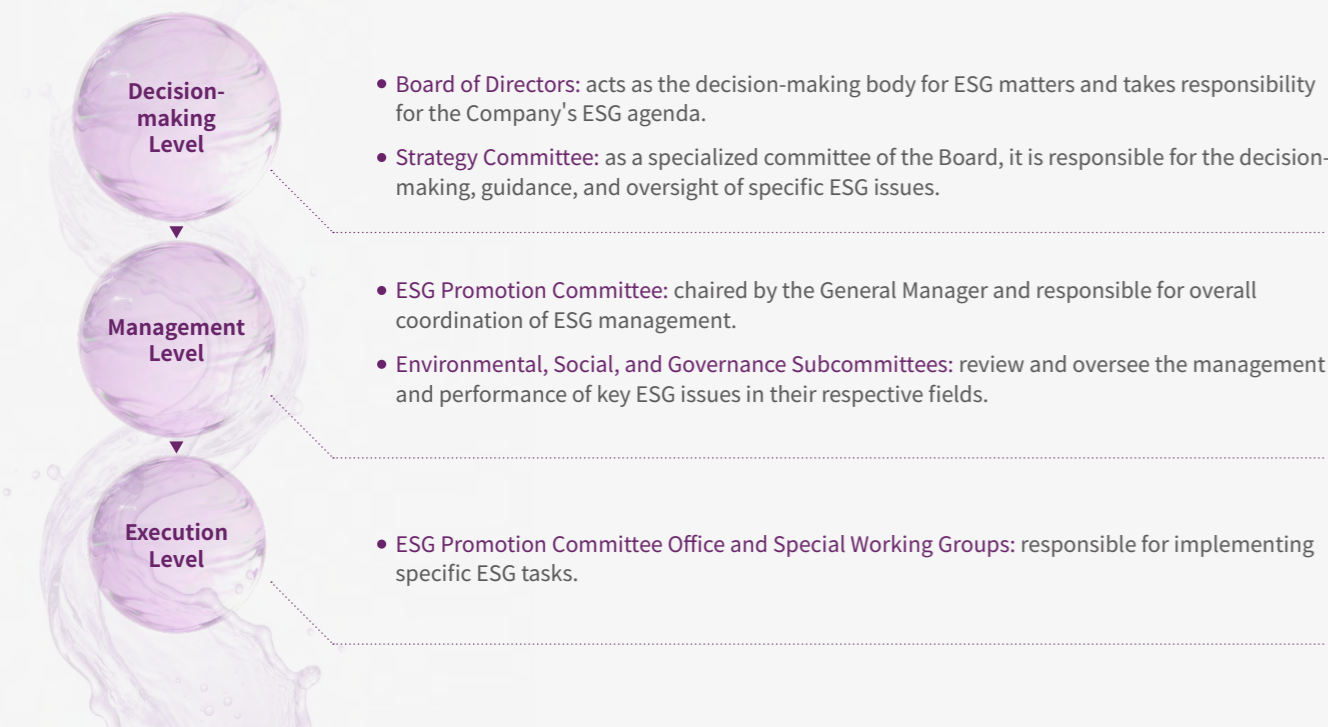 Decision-
making
Level
• Board of Directors: acts as the decision-making body for ESG matters and takes responsibility
for the Company's ESG agenda.
• Strategy Committee: as a specialized committee of the Board, it is responsible for the decision-
making, guidance, and oversight of specific ESG issues.
Management
Level
• ESG Promotion Committee: chaired by the General Manager and responsible for overall
coordination of ESG management.
• Environmental, Social, and Governance Subcommittees: review and oversee the management
and performance of key ESG issues in their respective fields.
Execution
Level
• ESG Promotion Committee Office and Special Working Groups: responsible for implementing
specific ESG tasks.